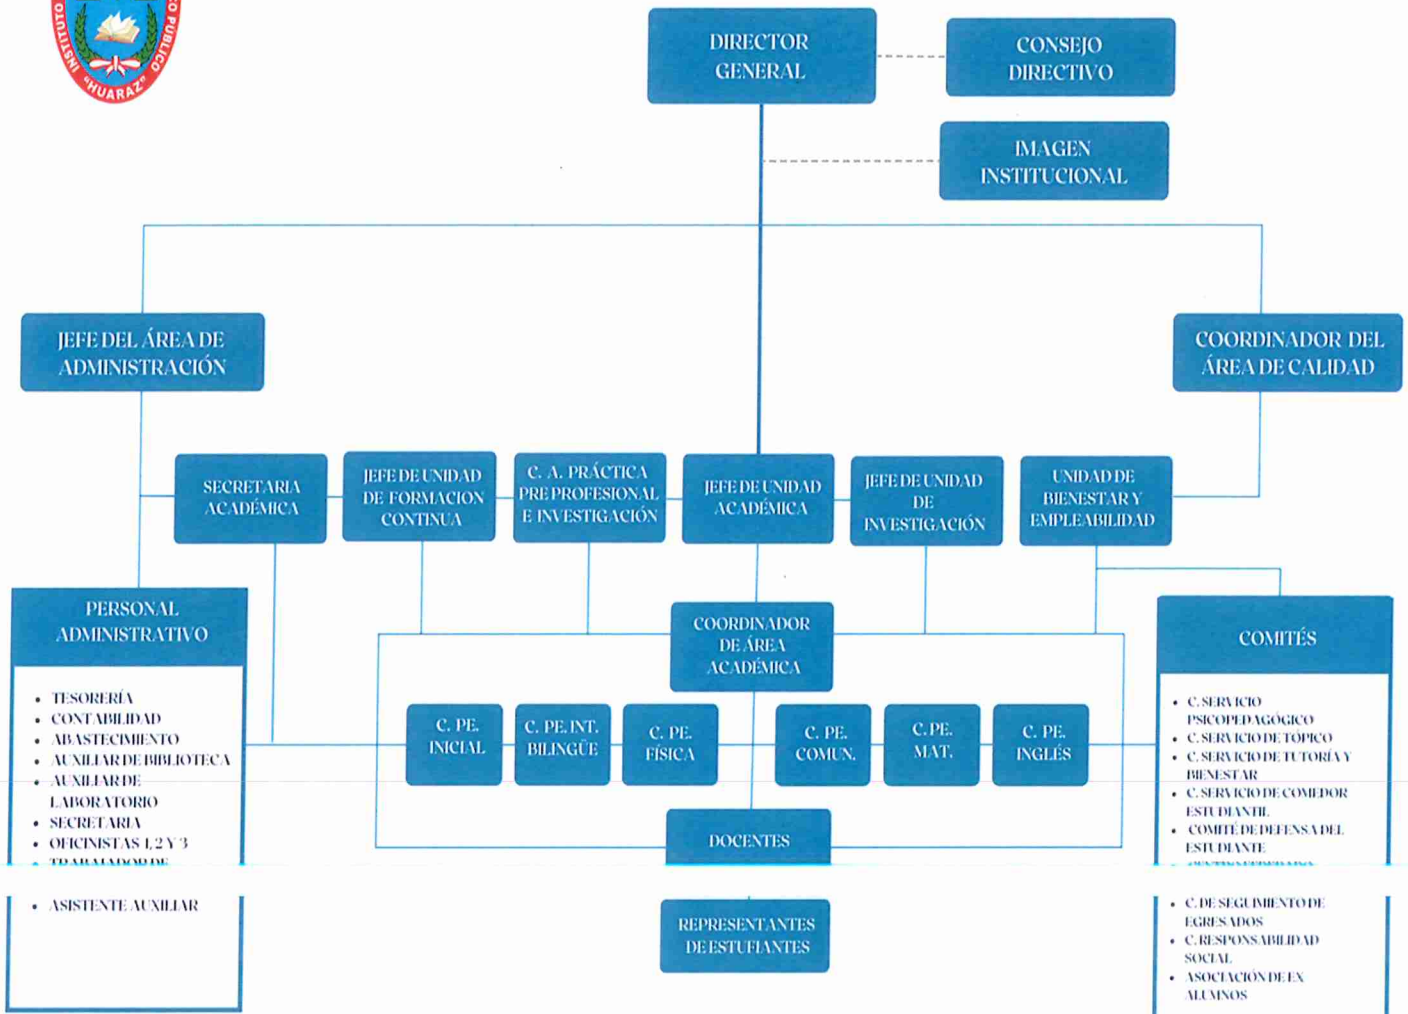 INSTITUTO
CO PUBLICO
"HUARAZ"
DIRECTOR
GENERAL
CONSEJO
DIRECTIVO
IMAGEN
INSTITUCIONAL
JEFE DEL ÁREA DE
ADMINISTRACIÓN
COORDINADOR DEL
ÁREA DE CALIDAD
SECRETARIA
ACADÉMICA
JEFE DE UNIDAD
DE FORMACION
CONTINUA
C. A. PRÁCTICA
PRE PROFESIONAL
E INVESTIGACIÓN
JEFE DE UNIDAD
ACADÉMICA
JEFE DE UNIDAD
DE
INVESTIGACIÓN
UNIDAD DE
BIENESTAR Y
EMPLEABILIDAD
PERSONAL
ADMINISTRATIVO
• TESORERÍA
• CONTABILIDAD
• ABASTECIMIENTO
• AUXILIAR DE BIBLIOTECA
• AUXILIAR DE
LABORATORIO
• SECRETARIA
• OFICINISTAS 1, 2 Y 3
• TRABAJADOR DE
• ASISTENTE AUXILIAR
COORDINADOR
DE ÁREA
ACADÉMICA
C. PE.
INICIAL
C. PE. INT.
BILINGÜE
C. PE.
FÍSICA
C. PE.
COMUN.
C. PE.
MAT.
C. PE.
INGLÉS
DOCENTES
REPRESENTANTES
DE ESTUFIANTES
COMITÉS
• C. SERVICIO
PSICOPEDAGÓGICO
• C. SERVICIO DE TÓPICO
• C. SERVICIO DE TUTORÍA Y
BIENESTAR
• C. SERVICIO DE COMEDOR
ESTUDIANTIL
• COMITÉ DE DEFENSA DEL
ESTUDIANTE
• C. DE SEGUIMIENTO DE
EGRESADOS
• C. RESPONSABILIDAD
SOCIAL
• ASOCIACIÓN DE EX
ALUMNOS